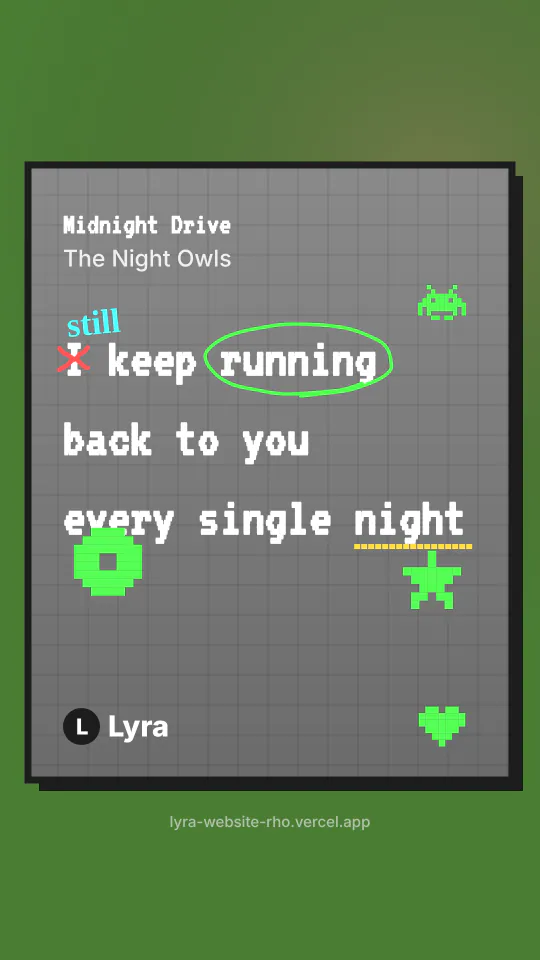 Midnight Drive
The Night Owls
still
I keep running
back to you
every single night
L Lyra
lyra-website-rho.vercel.app